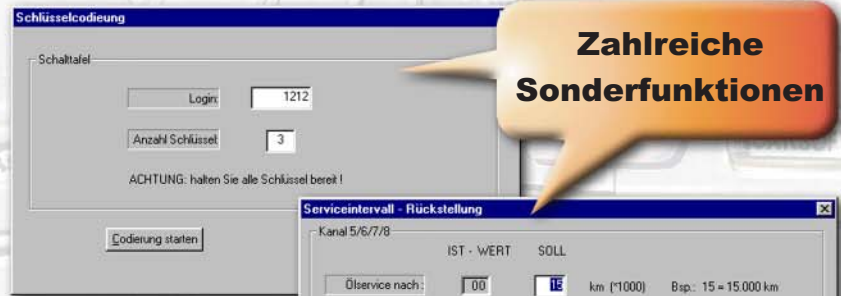 Schlüsselcodieung
Zahlreiche
Sonderfunktionen
Schalttafel
Login: 1212
Anzahl Schlüssel: 3
ACHTUNG: halten Sie alle Schlüssel bereit !
Codierung starten
Serviceintervall - Rückstellung
Kanal 5/6/7/8
IST - WERT SOLL
Ölservice nach : 00 15 km (*1000) Bsp.: 15 = 15.000 km